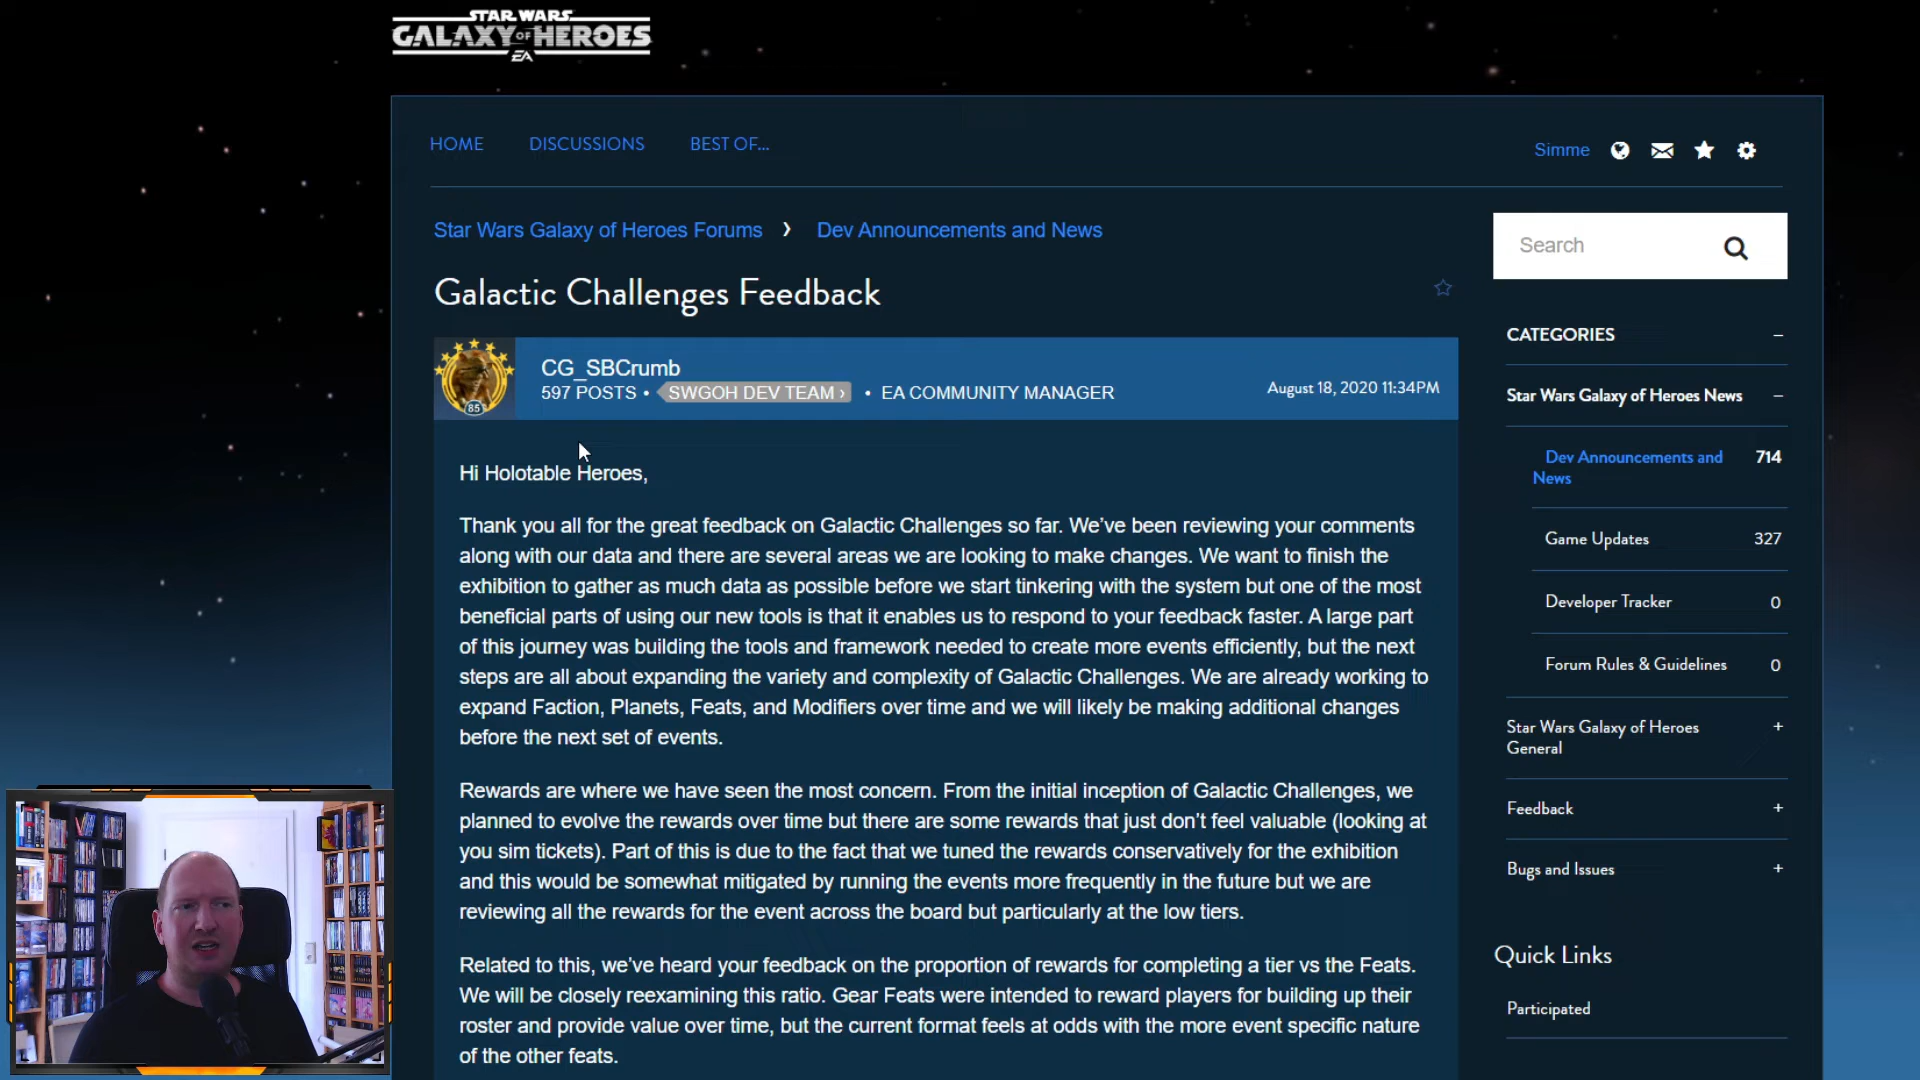 STAR WARS
GALAXY OF HEROES
EA
HOME
DISCUSSIONS
BEST OF...
Simme
Star Wars Galaxy of Heroes Forums › Dev Announcements and News
Search
Galactic Challenges Feedback
CG_SBCrumb
597 POSTS • SWGOH DEV TEAM › • EA COMMUNITY MANAGER
August 18, 2020 11:34PM
85
Hi Holotable Heroes,
Thank you all for the great feedback on Galactic Challenges so far. We’ve been reviewing your comments
along with our data and there are several areas we are looking to make changes. We want to finish the
exhibition to gather as much data as possible before we start tinkering with the system but one of the most
beneficial parts of using our new tools is that it enables us to respond to your feedback faster. A large part
of this journey was building the tools and framework needed to create more events efficiently, but the next
steps are all about expanding the variety and complexity of Galactic Challenges. We are already working to
expand Faction, Planets, Feats, and Modifiers over time and we will likely be making additional changes
before the next set of events.
Rewards are where we have seen the most concern. From the initial inception of Galactic Challenges, we
planned to evolve the rewards over time but there are some rewards that just don’t feel valuable (looking at
you sim tickets). Part of this is due to the fact that we tuned the rewards conservatively for the exhibition
and this would be somewhat mitigated by running the events more frequently in the future but we are
reviewing all the rewards for the event across the board but particularly at the low tiers.
Related to this, we’ve heard your feedback on the proportion of rewards for completing a tier vs the Feats.
We will be closely reexamining this ratio. Gear Feats were intended to reward players for building up their
roster and provide value over time, but the current format feels at odds with the more event specific nature
of the other feats.
CATEGORIES –
Star Wars Galaxy of Heroes News –
Dev Announcements and 714
News
Game Updates 327
Developer Tracker 0
Forum Rules & Guidelines 0
Star Wars Galaxy of Heroes +
General
Feedback +
Bugs and Issues +
Quick Links
Participated